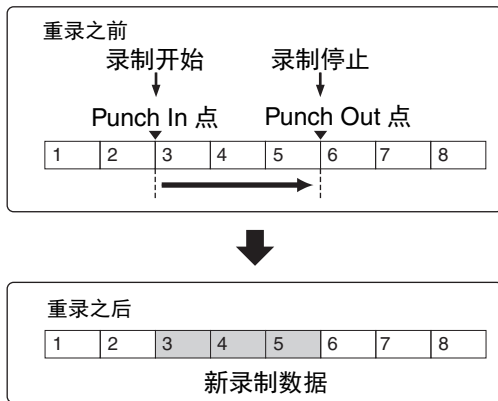 重录之前
录制开始 录制停止
Punch In 点 Punch Out 点
1 2 3 4 5 6 7 8
重录之后
1 2 3 4 5 6 7 8
新录制数据